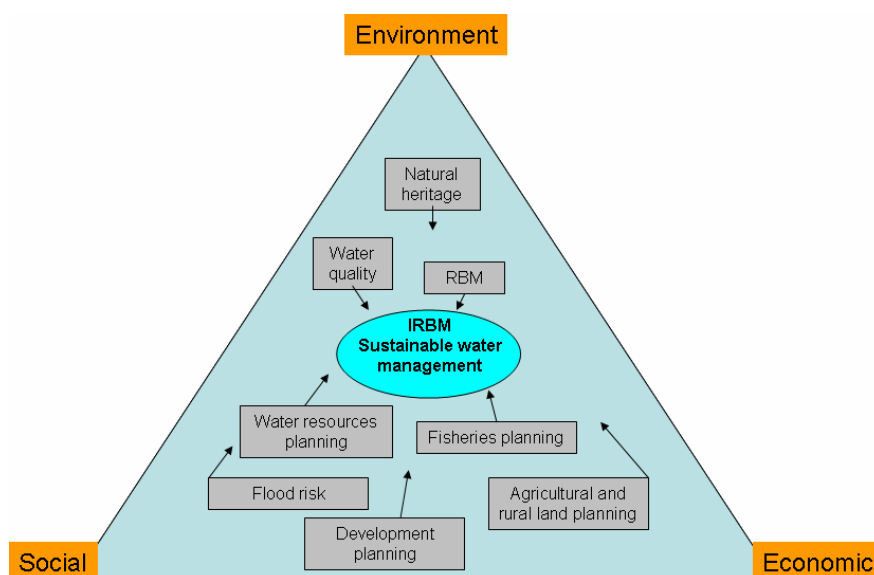 Environment
Natural
heritage
Water
quality
RBM
IRBM
Sustainable water
management
Water resources
planning
Fisheries planning
Flood risk
Agricultural and
rural land planning
Development
planning
Social
Economic